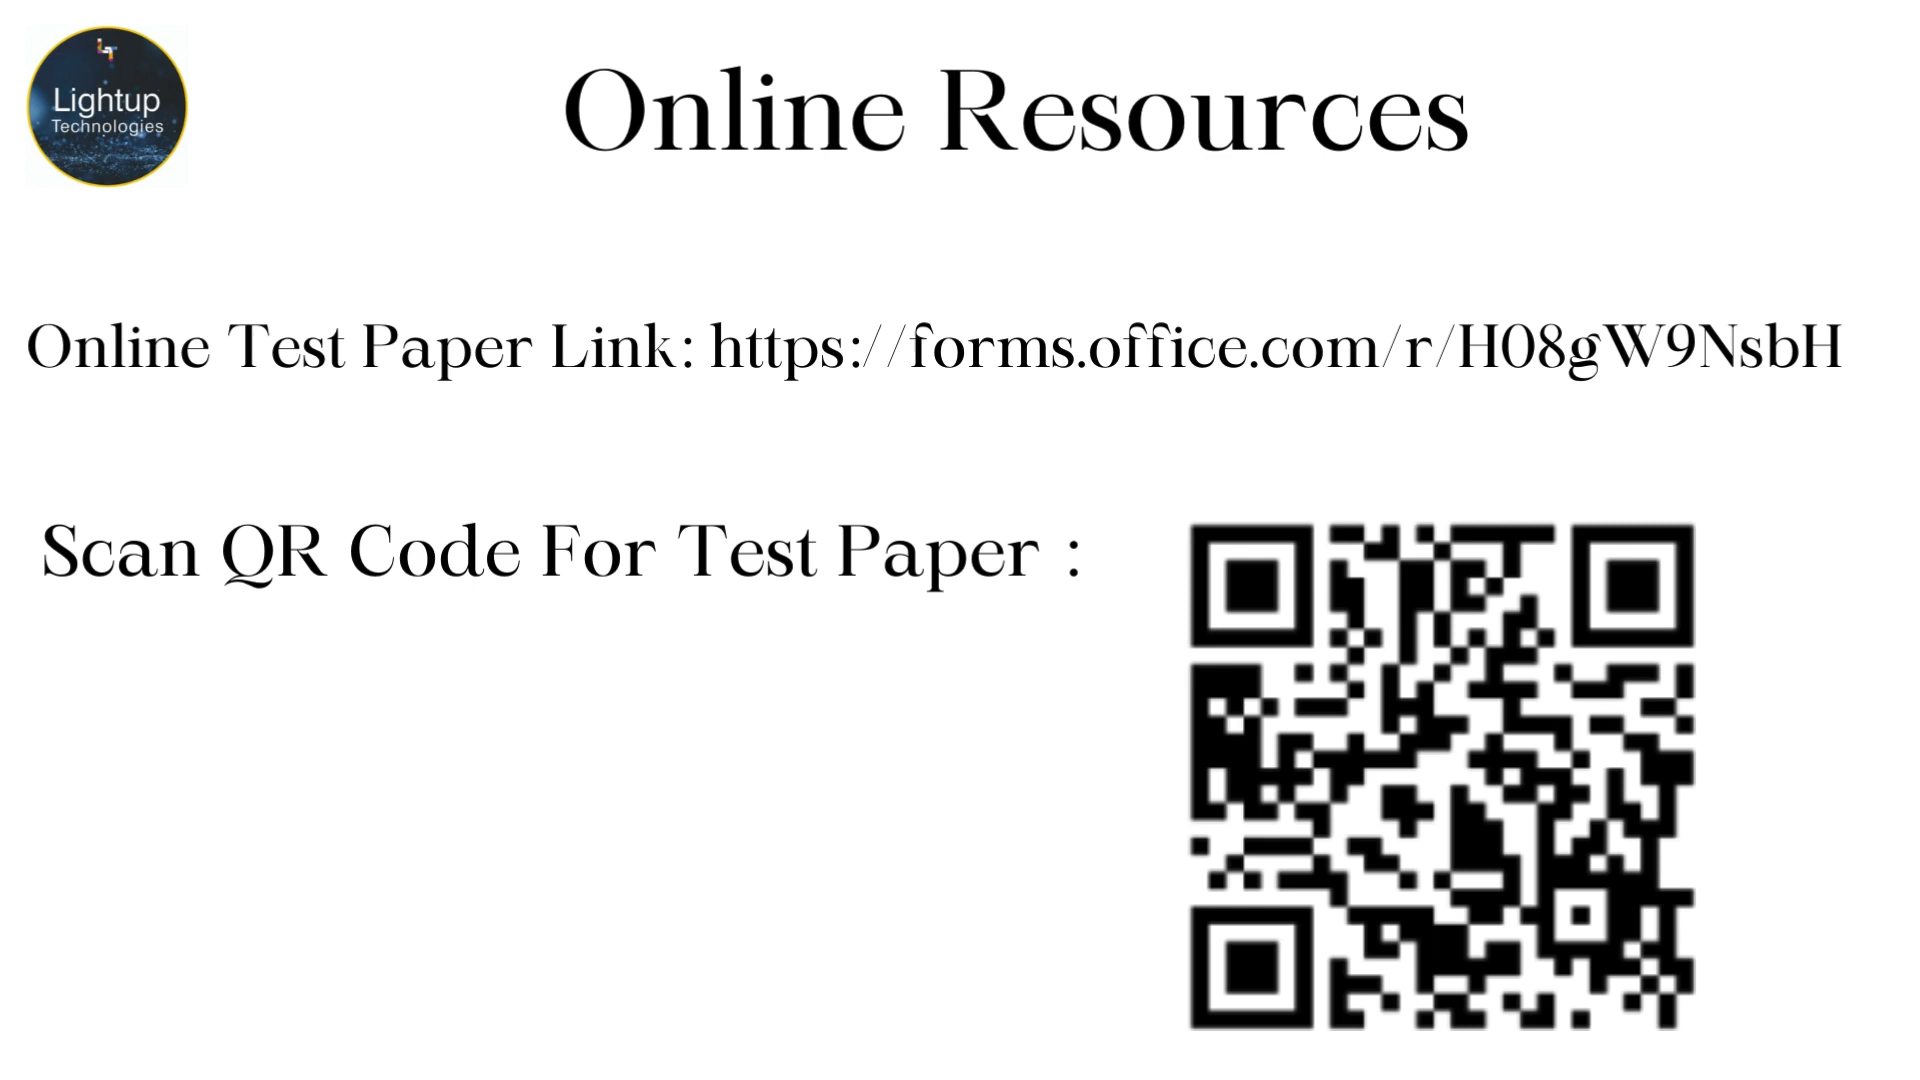 Lightup
Technologies
Online Resources
Online Test Paper Link: https://forms.office.com/r/H08gW9NsbH
Scan QR Code For Test Paper :